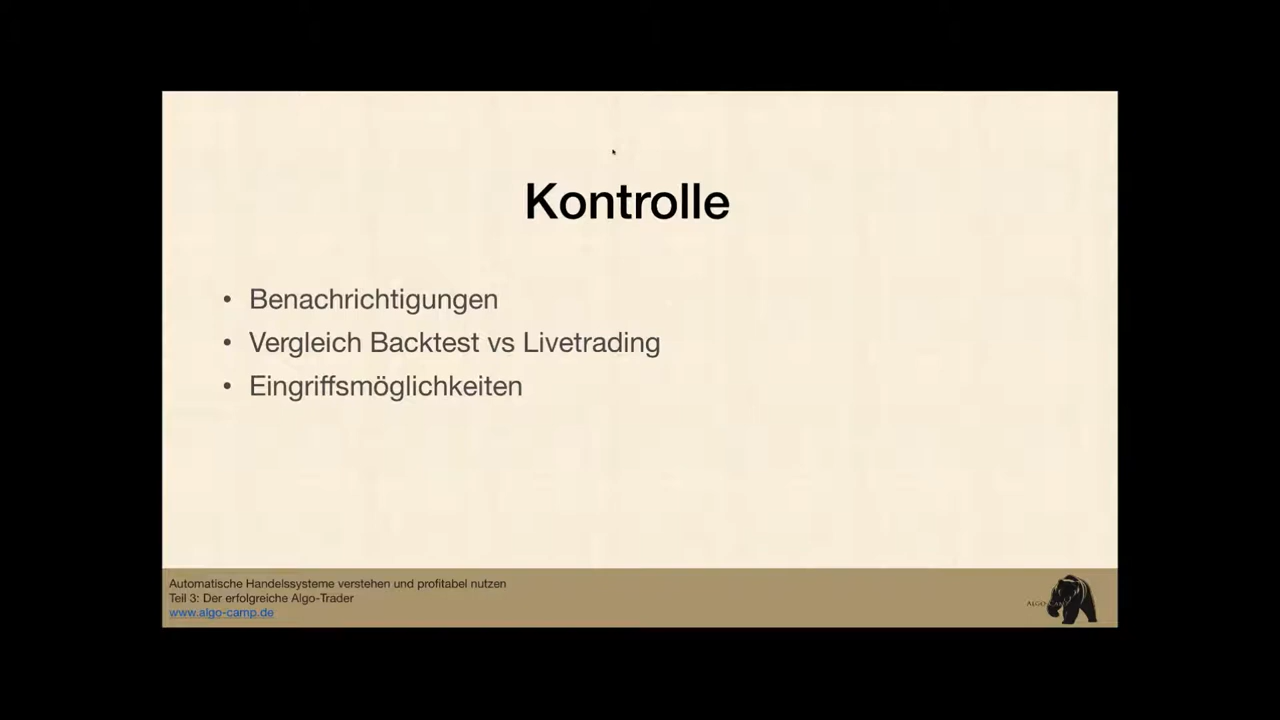 Kontrolle
• Benachrichtigungen
• Vergleich Backtest vs Livetrading
• Eingriffsmöglichkeiten
Automatische Handelssysteme verstehen und profitabel nutzen
Teil 3: Der erfolgreiche Algo-Trader
www.algo-camp.de